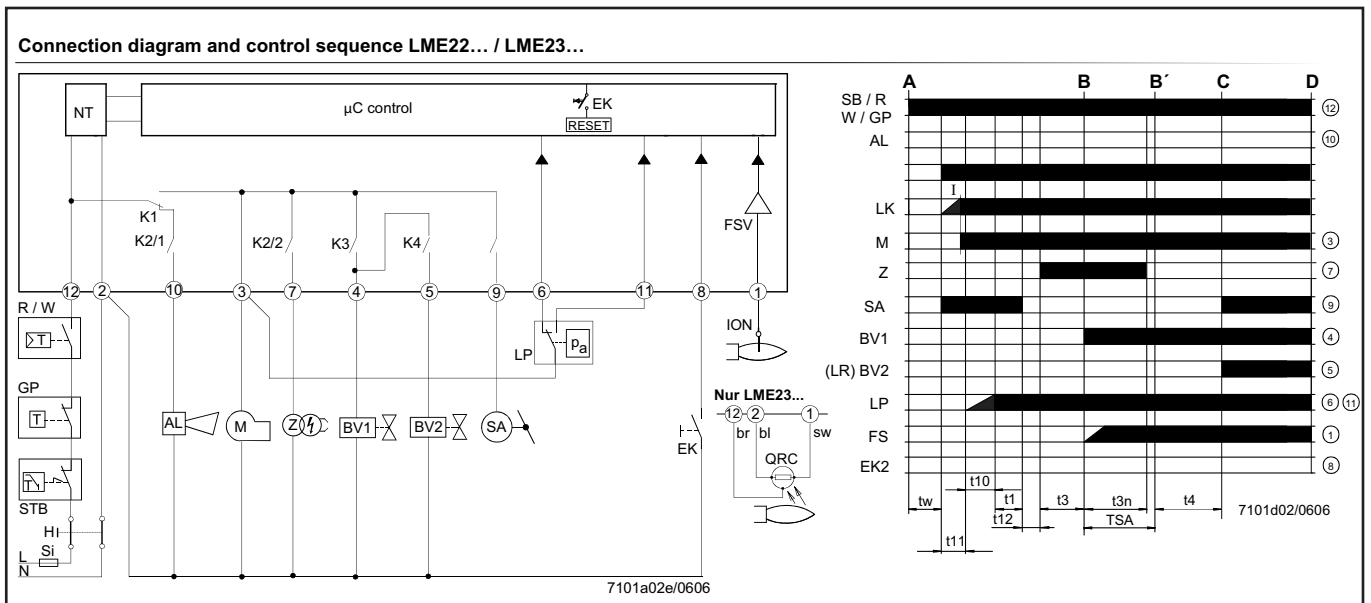 Connection diagram and control sequence LME22… / LME23…
NT
µC control
EK
RESET
K1
K2/1
K2/2
K3
K4
FSV
12
2
10
3
7
4
5
9
6
11
8
1
R / W
T
GP
T
STB
H
L
Si
N
AL
M
Z
BV1
BV2
SA
LP
pa
ION
EK
Nur LME23...
12
2
1
br
bl
sw
QRC
7101a02e/0606
A
B
B´
C
D
SB / R
W / GP
12
AL
10
I
LK
M
3
Z
7
SA
9
BV1
4
(LR) BV2
5
LP
6
11
FS
1
EK2
8
t10
tw
t1
t3
t3n
t4
t12
TSA
t11
7101d02/0606